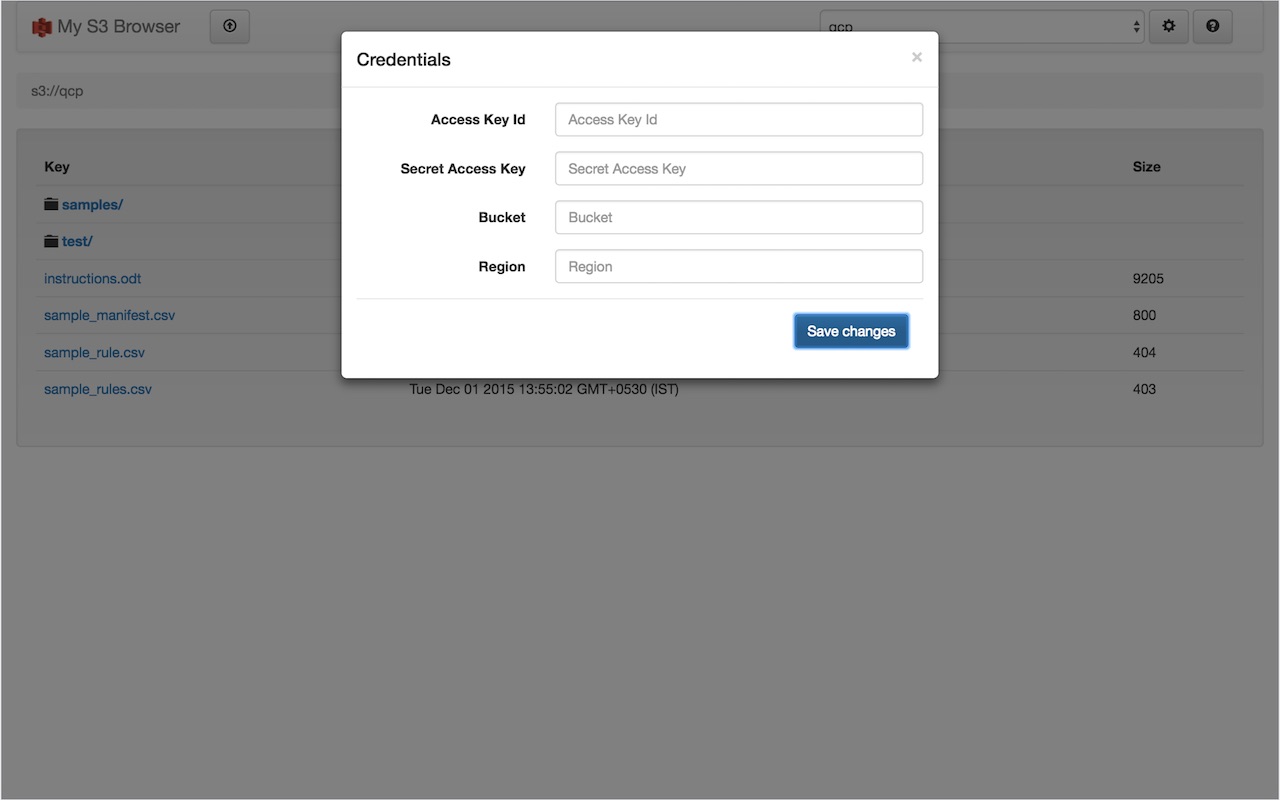 My S3 Browser
qcp
s3://qcp
Credentials
×
Access Key Id
Access Key Id
Secret Access Key
Secret Access Key
Bucket
Bucket
Region
Region
Save changes
Key
Size
samples/
test/
instructions.odt
9205
sample_manifest.csv
800
sample_rule.csv
404
sample_rules.csv
Tue Dec 01 2015 13:55:02 GMT+0530 (IST)
403